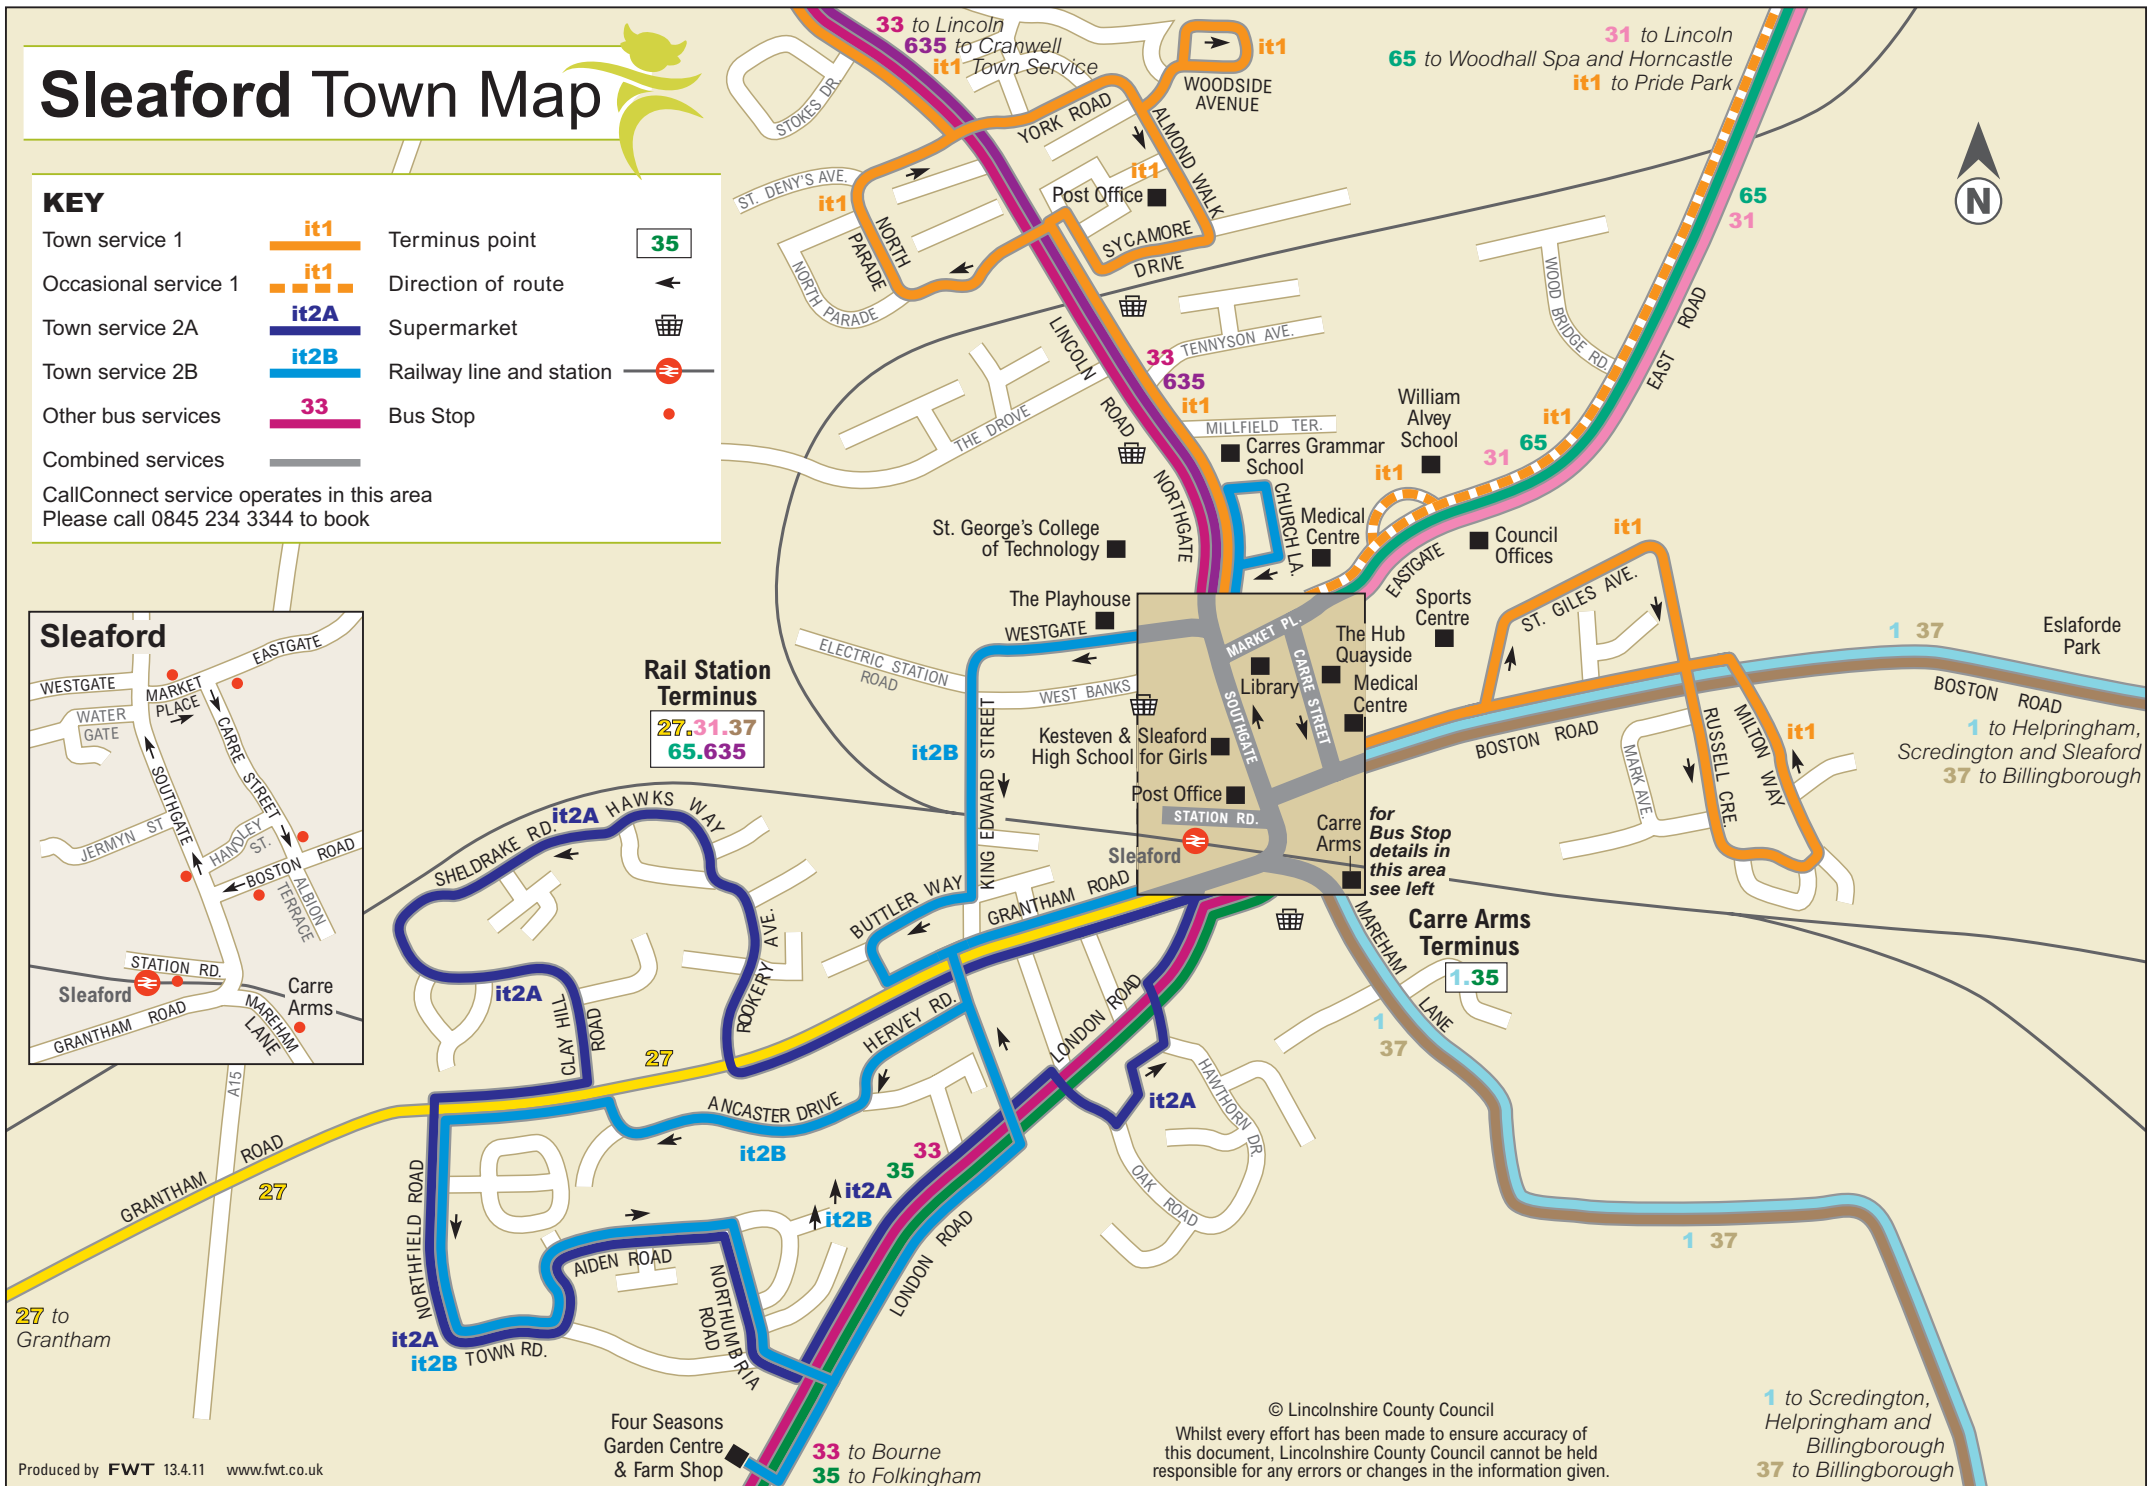 Sleaford Town Map
KEY
Town service 1
it1
Terminus point
35
Occasional service 1
it1
Direction of route
Town service 2A
it2A
Supermarket
Town service 2B
it2B
Railway line and station
Other bus services
33
Bus Stop
Combined services
CallConnect service operates in this area
Please call 0845 234 3344 to book
33 to Lincoln
635 to Cranwell
it1 Town Service
it1
WOODSIDE
AVENUE
31 to Lincoln
65 to Woodhall Spa and Horncastle
it1 to Pride Park
N
STOKES DR.
YORK ROAD
ALMOND WALK
it1
Post Office
ST. DENY'S AVE.
it1
NORTH
PARADE
NORTH PARADE
SYCAMORE
DRIVE
65
31
WOOD BRIDGE RD.
EAST ROAD
LINCOLN
ROAD
TENNYSON AVE.
33
635
it1
MILLFIELD TER.
THE DROVE
NORTHGATE
Carres Grammar
School
William
Alvey
School
it1
65
31
it1
CHURCH LA.
Medical
Centre
St. George's College
of Technology
EASTGATE
Council
Offices
it1
ST. GILES AVE.
The Playhouse
WESTGATE
MARKET PL.
Sports
Centre
The Hub
Quayside
CARRE STREET
Library
Medical
Centre
SOUTHGATE
ELECTRIC STATION
ROAD
WEST BANKS
Kesteven & Sleaford
High School for Girls
Post Office
STATION RD.
Sleaford
Carre
Arms
for
Bus Stop
details in
this area
see left
1 37
Eslaforde
Park
BOSTON ROAD
BOSTON ROAD
1 to Helpringham,
Scredington and Sleaford
37 to Billingborough
MARK AVE.
RUSSELL CRE.
MILTON WAY
it1
Rail Station
Terminus
27.31.37
65.635
it2B
KING EDWARD STREET
Sleaford
EASTGATE
WESTGATE
MARKET
PLACE
WATER
GATE
CARRE STREET
SOUTHGATE
JERMYN ST
HANDLEY
ST.
BOSTON ROAD
ALBION
TERRACE
STATION RD.
Sleaford
Carre
Arms
GRANTHAM ROAD
MAREHAM
LANE
A15
it2A
HAWKS WAY
SHELDRAKE RD.
it2A
CLAY HILL
ROAD
ROOKERY AVE.
BUTTLER WAY
GRANTHAM ROAD
Carre Arms
Terminus
1.35
MAREHAM
LANE
1
37
HERVEY RD.
LONDON ROAD
27
ANCASTER DRIVE
it2B
it2A
HAWTHORN DR.
OAK ROAD
GRANTHAM ROAD
27
33
35
it2A
it2B
NORTHFIELD ROAD
AIDEN ROAD
NORTHUMBRIA
ROAD
LONDON ROAD
1 37
27 to
Grantham
it2A
it2B
TOWN RD.
Four Seasons
Garden Centre
& Farm Shop
33 to Bourne
35 to Folkingham
© Lincolnshire County Council
Whilst every effort has been made to ensure accuracy of
this document, Lincolnshire County Council cannot be held
responsible for any errors or changes in the information given.
1 to Scredington,
Helpringham and
Billingborough
37 to Billingborough
Produced by FWT 13.4.11 www.fwt.co.uk